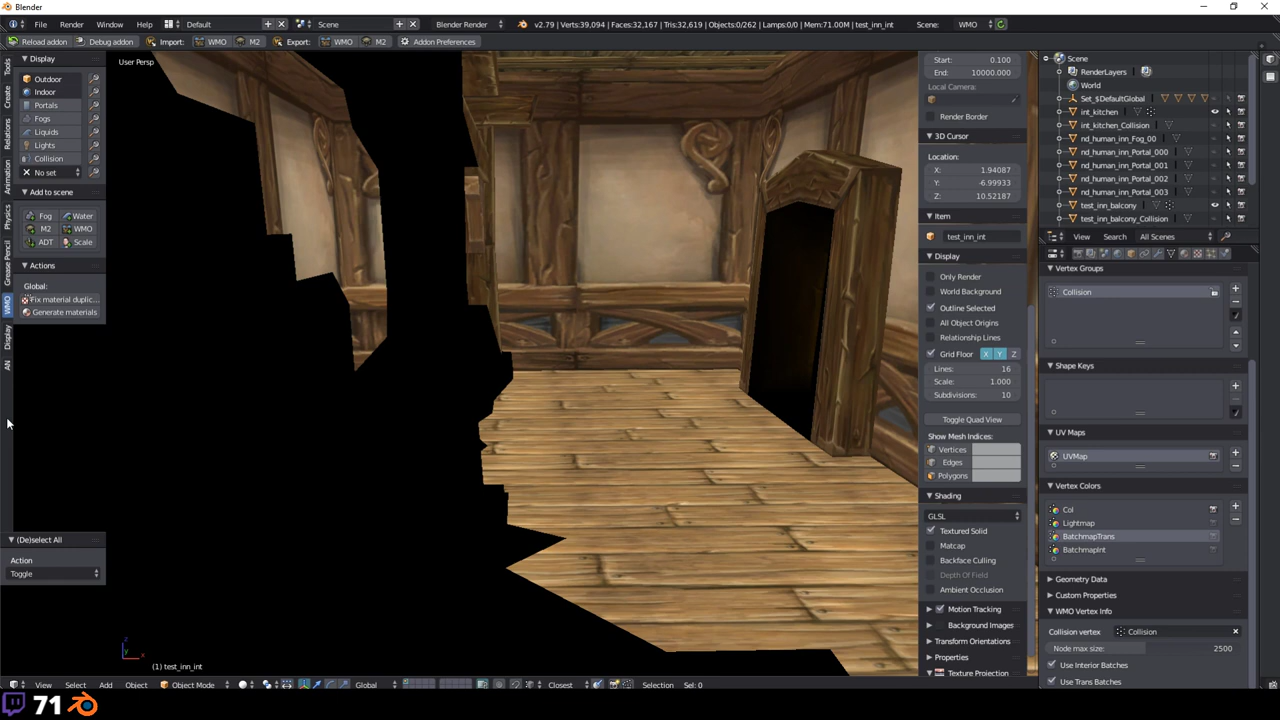 Blender
File Render Window Help Default Scene Blender Render v2.79 | Verts:39,094 | Faces:32,167 | Tris:32,619 | Objects:0/262 | Lamps:0/0 | Mem:71.00M | test_inn_int Scene: WMO
Reload addon Debug addon Import: WMO M2 Export: WMO M2 Addon Preferences
Tools
Create
Relations
Animation
Physics
Grease Pencil
WMO
Display
AN
Display
Outdoor
Indoor
Portals
Fogs
Liquids
Lights
Collision
No set
Add to scene
Fog Water
M2 WMO
ADT Scale
Actions
Global:
Fix material duplic...
Generate materials
(De)select All
Action
Toggle
User Persp
(1) test_inn_int
Start: 0.100
End: 10000.000
Local Camera:
Render Border
3D Cursor
Location:
X: 1.94087
Y: -6.99933
Z: 10.52187
Item
test_inn_int
Display
Only Render
World Background
Outline Selected
All Object Origins
Relationship Lines
Grid Floor X Y Z
Lines: 16
Scale: 1.000
Subdivisions: 10
Toggle Quad View
Show Mesh Indices:
Vertices
Edges
Polygons
Shading
GLSL
Textured Solid
Matcap
Backface Culling
Depth Of Field
Ambient Occlusion
Motion Tracking
Background Images
Transform Orientations
Properties
Texture Projection
Scene
RenderLayers
World
Set_$DefaultGlobal
int_kitchen
int_kitchen_Collision
nd_human_inn_Fog_00
nd_human_inn_Portal_000
nd_human_inn_Portal_001
nd_human_inn_Portal_002
nd_human_inn_Portal_003
test_inn_balcony
test_inn_balcony_Collision
View Search All Scenes
Vertex Groups
Collision
Shape Keys
UV Maps
UVMap
Vertex Colors
Col
Lightmap
BatchmapTrans
BatchmapInt
Geometry Data
Custom Properties
WMO Vertex Info
Collision vertex Collision
Node max size: 2500
Use Interior Batches
Use Trans Batches
View Select Add Object Object Mode Global Closest Selection Sel: 0
71